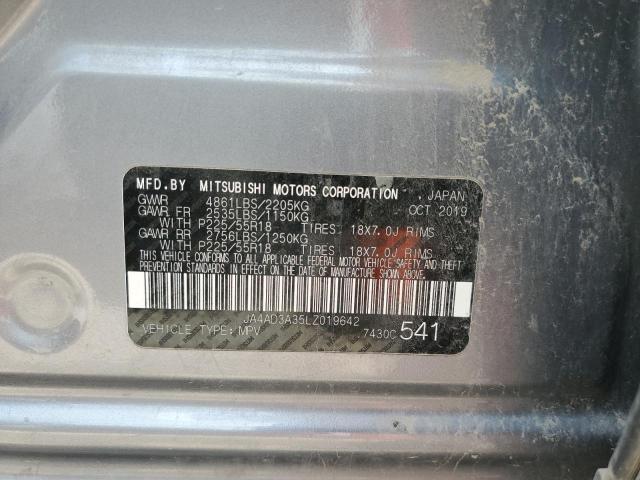 MFD.BY MITSUBISHI MOTORS CORPORATION . JAPAN
GVWR 4861LBS/2205KG OCT 2019
GAWR FR 2535LBS/1150KG
WITH P225/55R18 TIRES: 18X7.0J RIMS
GAWR RR 2756LBS/1250KG
WITH P225/55R18 TIRES: 18X7.0J RIMS
THIS VEHICLE CONFORMS TO ALL APPLICABLE FEDERAL MOTOR VEHICLE SAFETY AND THEFT
PREVENTION STANDARDS IN EFFECT ON THE DATE OF MANUFACTURE SHOWN ABOVE.
JA4AD3A35LZ019642
VEHICLE TYPE: MPV 7430C 541